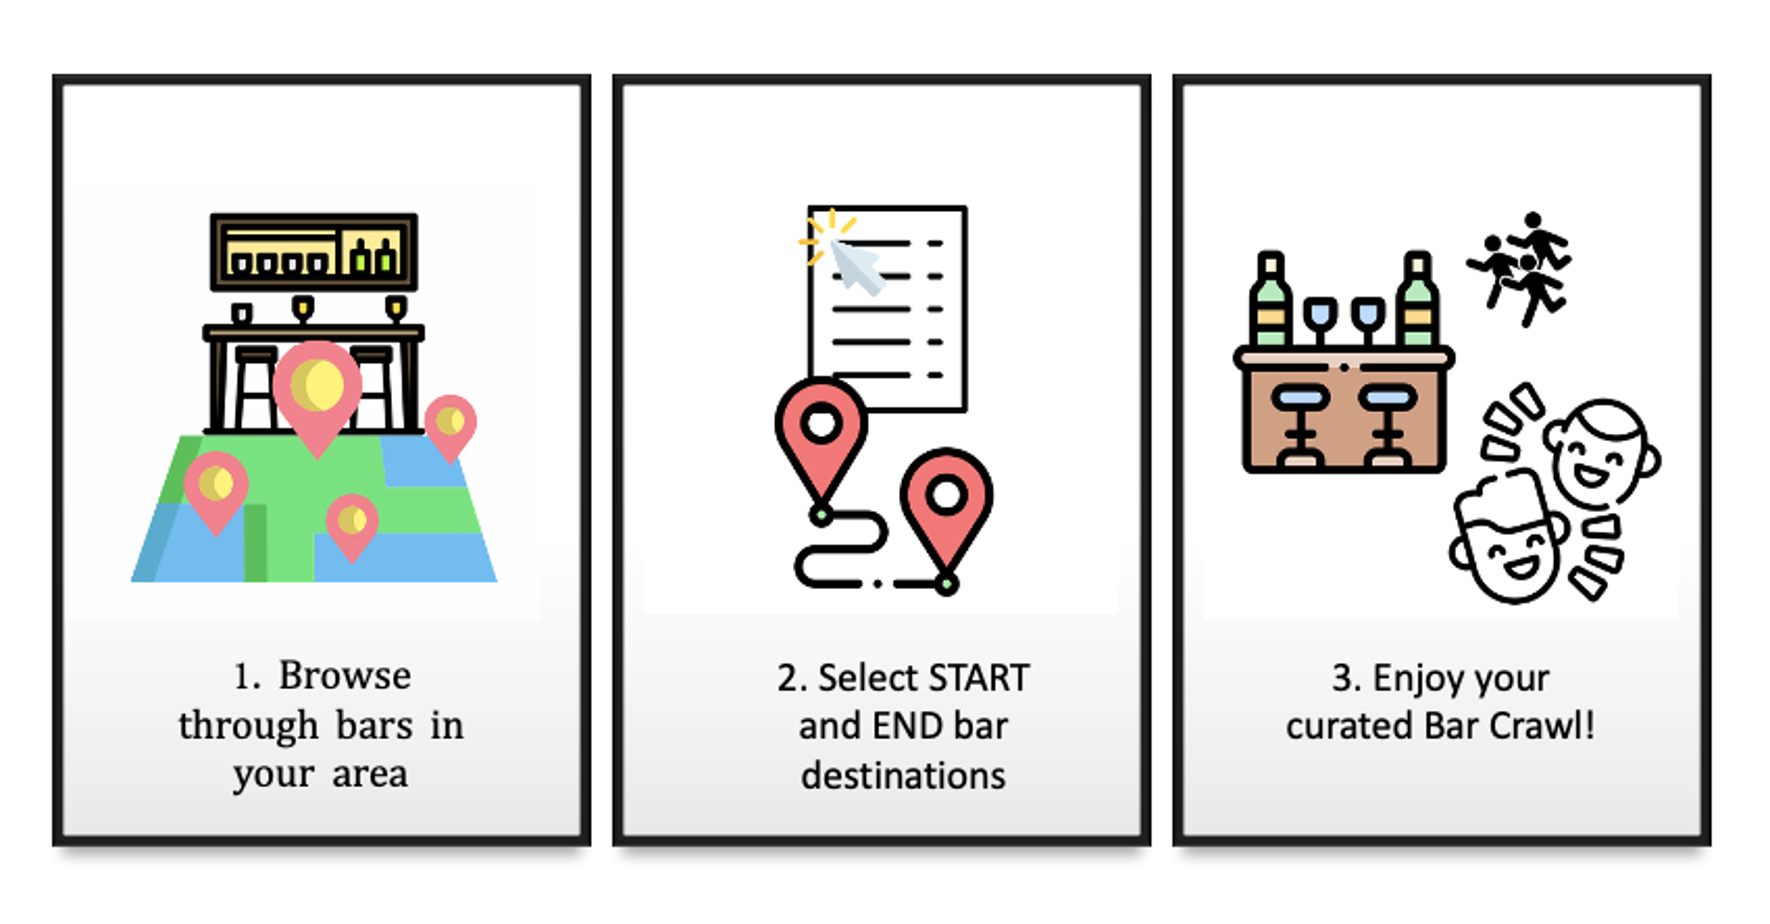 1. Browse
through bars in
your area
2. Select START
and END bar
destinations
3. Enjoy your
curated Bar Crawl!